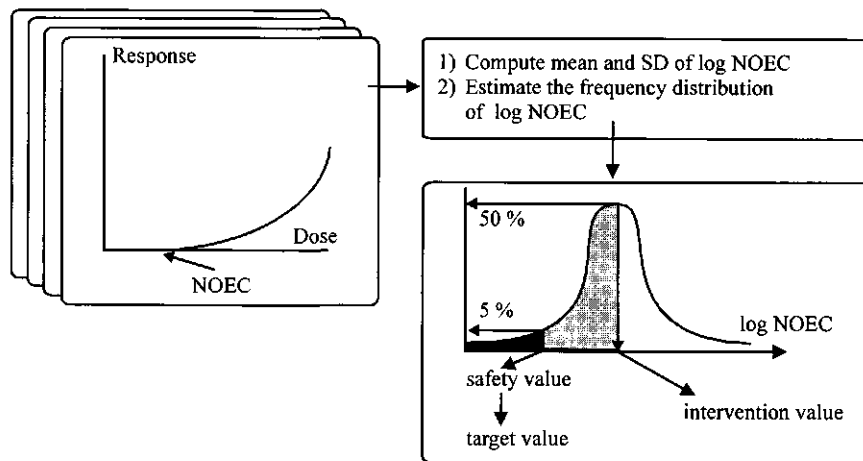 Response
Dose
NOEC
1) Compute mean and SD of log NOEC
2) Estimate the frequency distribution
of log NOEC
50 %
5 %
log NOEC
safety value
intervention value
target value